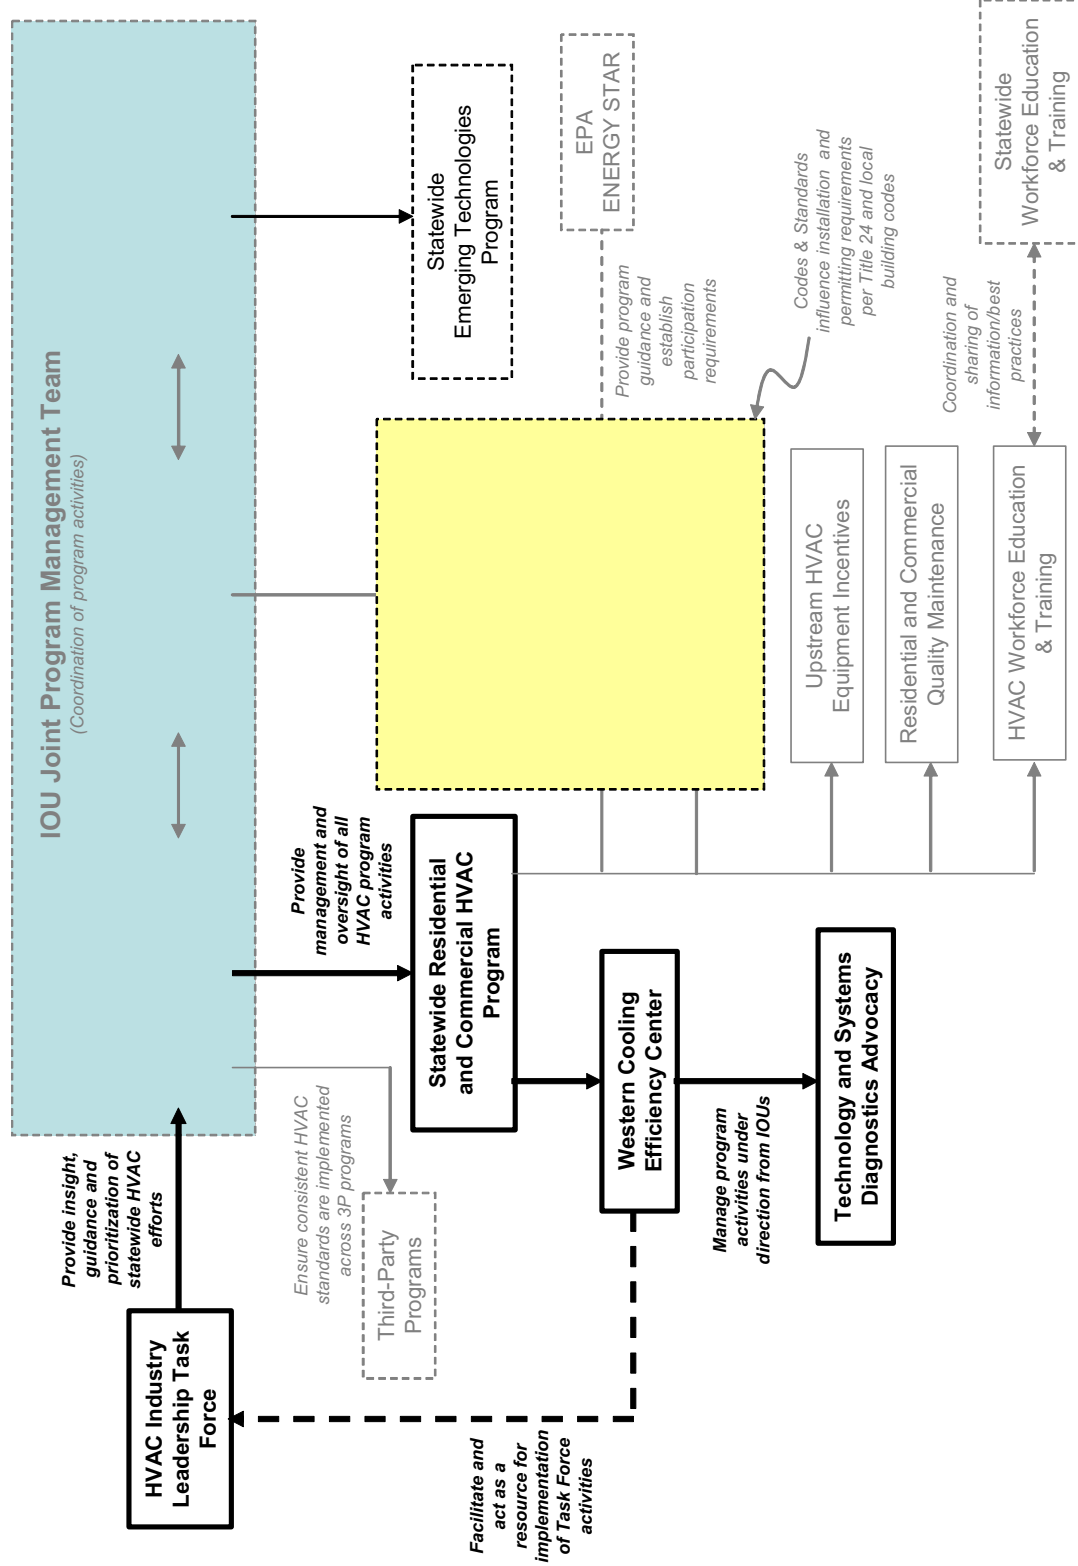 IOU Joint Program Management Team
(Coordination of program activities)
Provide insight,
guidance and
prioritization of
statewide HVAC
efforts
HVAC Industry
Leadership Task
Force
Ensure consistent HVAC
standards are implemented
across 3P programs
Third-Party
Programs
Provide
management and
oversight of all
HVAC program
activities
Statewide Residential
and Commercial HVAC
Program
Statewide
Emerging Technologies
Program
Facilitate and
act as a
resource for
implementation
of Task Force
activities
Western Cooling
Efficiency Center
Manage program
activities under
direction from IOUs
Technology and Systems
Diagnostics Advocacy
EPA
ENERGY STAR
Provide program
guidance and
establish
participation
requirements
Codes & Standards
influence installation and
permitting requirements
per Title 24 and local
building codes
Upstream HVAC
Equipment Incentives
Residential and Commercial
Quality Maintenance
HVAC Workforce Education
& Training
Coordination and
sharing of
information/best
practices
Statewide
Workforce Education
& Training